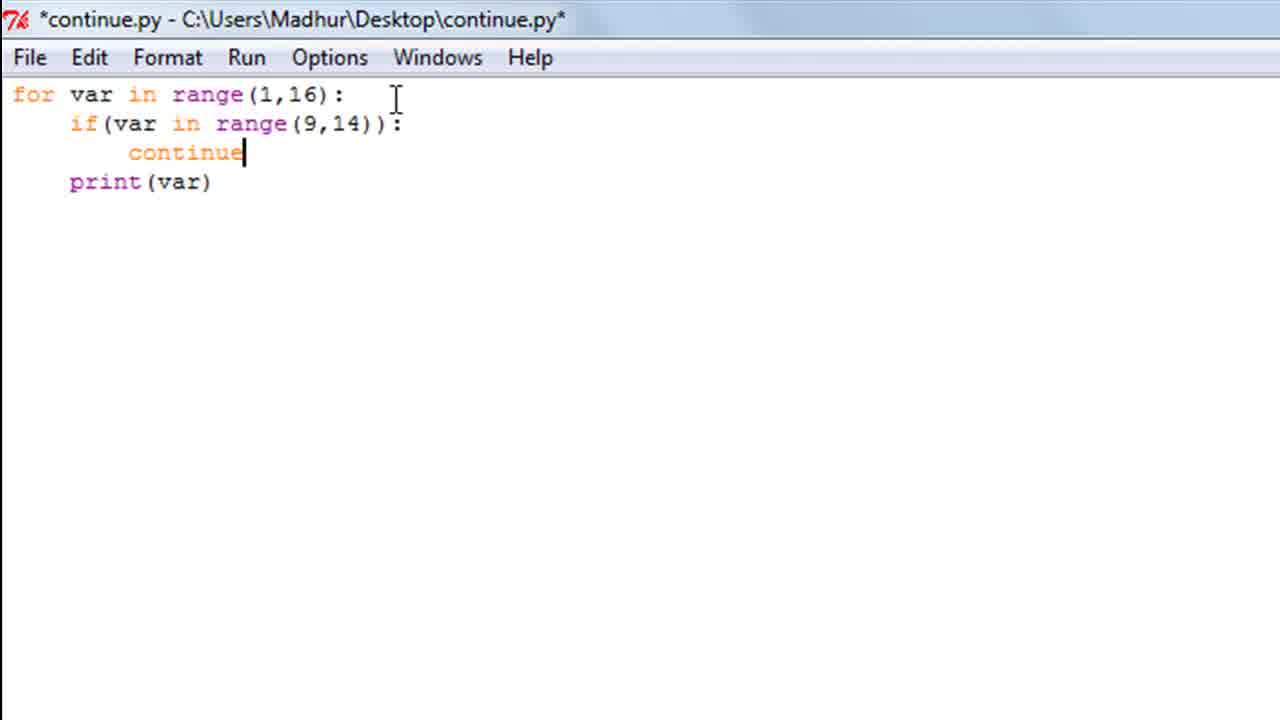 *continue.py - C:\Users\Madhur\Desktop\continue.py*
File Edit Format Run Options Windows Help
for var in range(1,16):
    if(var in range(9,14)):
        continue
    print(var)